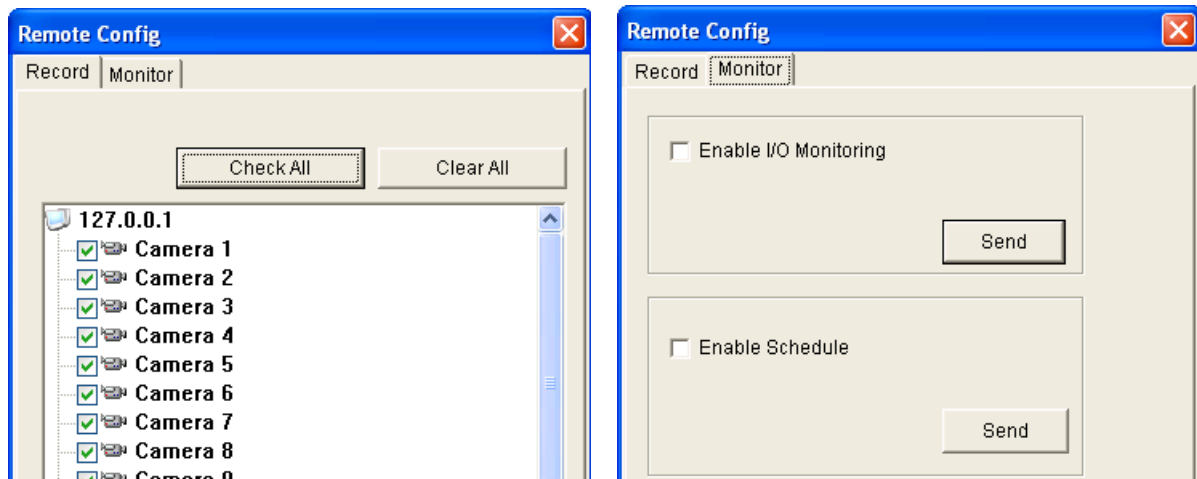 Remote Config
Record Monitor
Check All Clear All
127.0.0.1
Camera 1
Camera 2
Camera 3
Camera 4
Camera 5
Camera 6
Camera 7
Camera 8
Remote Config
Record Monitor
Enable I/O Monitoring
Send
Enable Schedule
Send